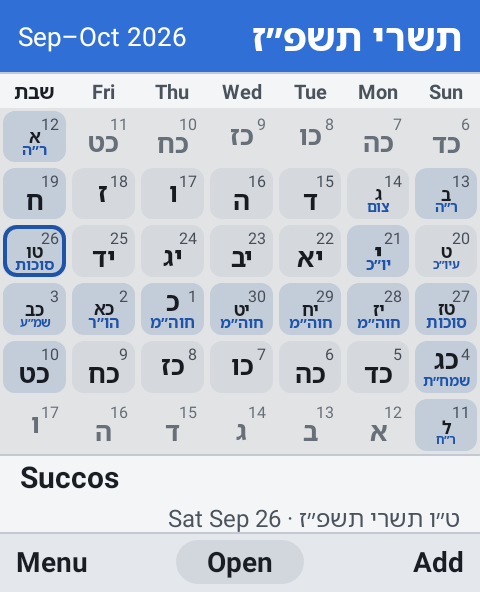 תשרי תשפ״ז Sep–Oct 2026
Sun Mon Tue Wed Thu Fri שבת
6 7 8 9 10 11 12
כד כה כו כז כח כט א
ר״ה
13 14 15 16 17 18 19
ב ג ד ה ו ז ח
ר״ה צום
20 21 22 23 24 25 26
ט י יא יב יג יד טו
עיו״כ יו״כ סוכות
27 28 29 30 1 2 3
טז יז יח יט כ כא כב
סוכות חוה״מ חוה״מ חוה״מ חוה״מ הו״ר שמ״ע
4 5 6 7 8 9 10
כג כד כה כו כז כח כט
שמח״ת
11 12 13 14 15 16 17
ל א ב ג ד ה ו
ר״ח
Succos
ט״ו תשרי תשפ״ז · Sat Sep 26
Menu Open Add